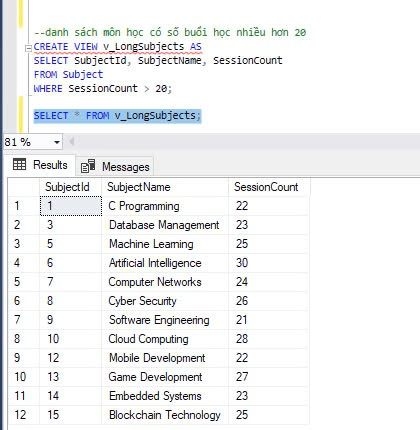 --danh sách môn học có số buổi học nhiều hơn 20
CREATE VIEW v_LongSubjects AS
SELECT SubjectId, SubjectName, SessionCount
FROM Subject
WHERE SessionCount > 20;
SELECT * FROM v_LongSubjects;
81 %
Results Messages
SubjectId SubjectName SessionCount
1 1 C Programming 22
2 3 Database Management 23
3 5 Machine Learning 25
4 6 Artificial Intelligence 30
5 7 Computer Networks 24
6 8 Cyber Security 26
7 9 Software Engineering 21
8 10 Cloud Computing 28
9 12 Mobile Development 22
10 13 Game Development 27
11 14 Embedded Systems 23
12 15 Blockchain Technology 25